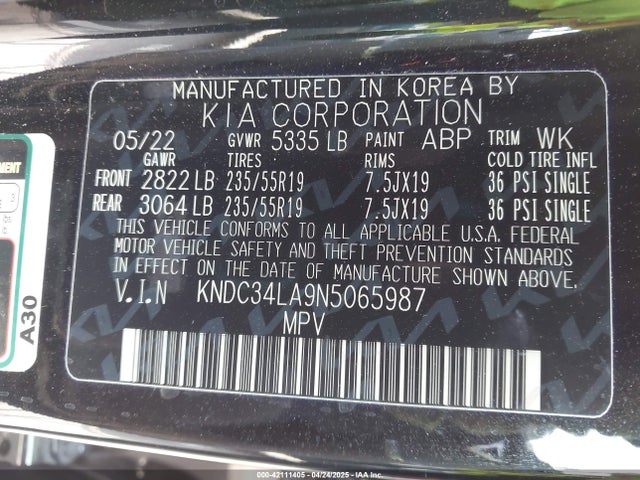 MANUFACTURED IN KOREA BY
KIA CORPORATION
05/22 GVWR 5335 LB PAINT ABP TRIM WK
GAWR TIRES RIMS COLD TIRE INFL
FRONT 2822 LB 235/55R19 7.5JX19 36 PSI SINGLE
REAR 3064 LB 235/55R19 7.5JX19 36 PSI SINGLE
THIS VEHICLE CONFORMS TO ALL APPLICABLE U.S.A. FEDERAL
MOTOR VEHICLE SAFETY AND THEFT PREVENTION STANDARDS
IN EFFECT ON THE DATE OF MANUFACTURE SHOWN ABOVE.
V.I.N KNDC34LA9N5065987
MPV
A30
000-42111405 - 04/24/2025 - IAAC